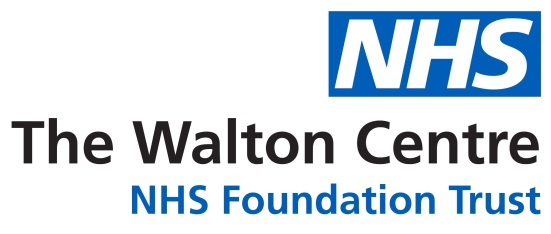 NHS
The Walton Centre
NHS Foundation Trust